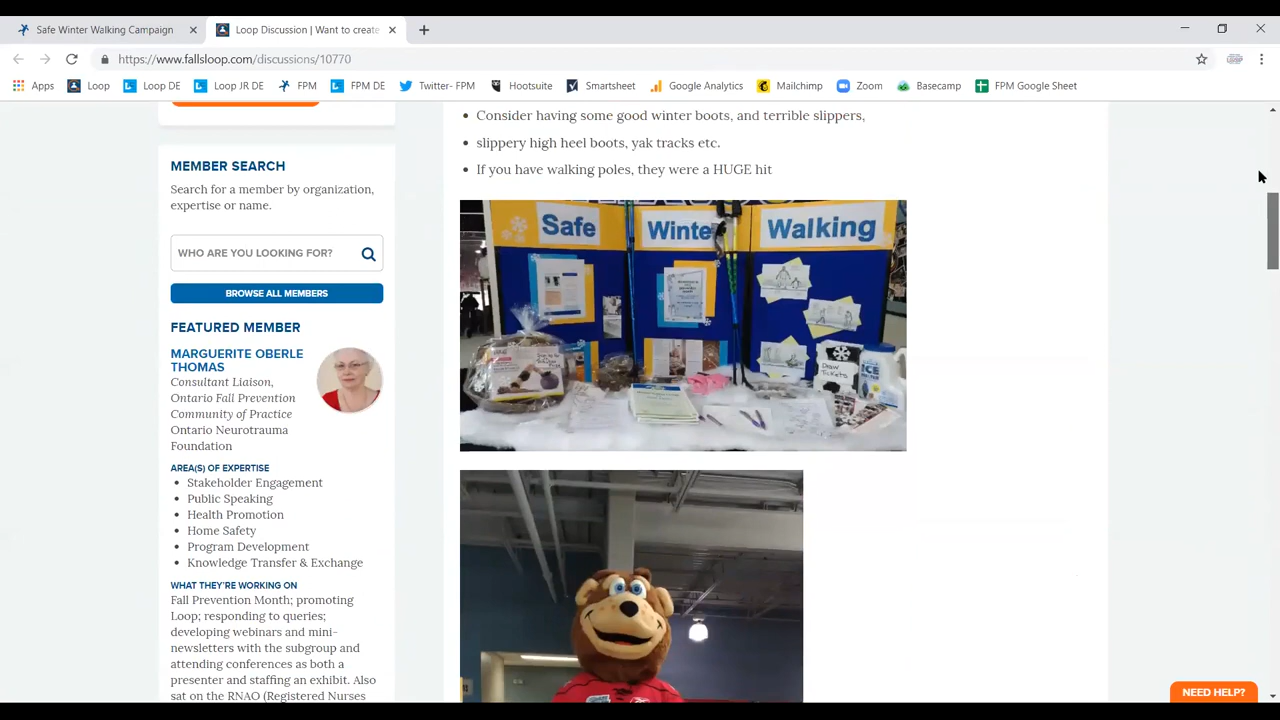 Safe Winter Walking Campaign
Loop Discussion | Want to create
https://www.fallsloop.com/discussions/10770
Apps Loop Loop DE Loop JR DE FPM FPM DE Twitter- FPM Hootsuite Smartsheet Google Analytics Mailchimp Zoom Basecamp FPM Google Sheet
MEMBER SEARCH
Search for a member by organization,
expertise or name.
WHO ARE YOU LOOKING FOR?
BROWSE ALL MEMBERS
FEATURED MEMBER
MARGUERITE OBERLE
THOMAS
Consultant Liaison,
Ontario Fall Prevention
Community of Practice
Ontario Neurotrauma
Foundation
AREA(S) OF EXPERTISE
• Stakeholder Engagement
• Public Speaking
• Health Promotion
• Home Safety
• Program Development
• Knowledge Transfer & Exchange
WHAT THEY'RE WORKING ON
Fall Prevention Month; promoting
Loop; responding to queries;
developing webinars and mini-
newsletters with the subgroup and
attending conferences as both a
presenter and staffing an exhibit. Also
sat on the RNAO (Registered Nurses
• Consider having some good winter boots, and terrible slippers,
• slippery high heel boots, yak tracks etc.
• If you have walking poles, they were a HUGE hit
Safe Winte Walking
Draw
Tickets
ICE
NEED HELP?